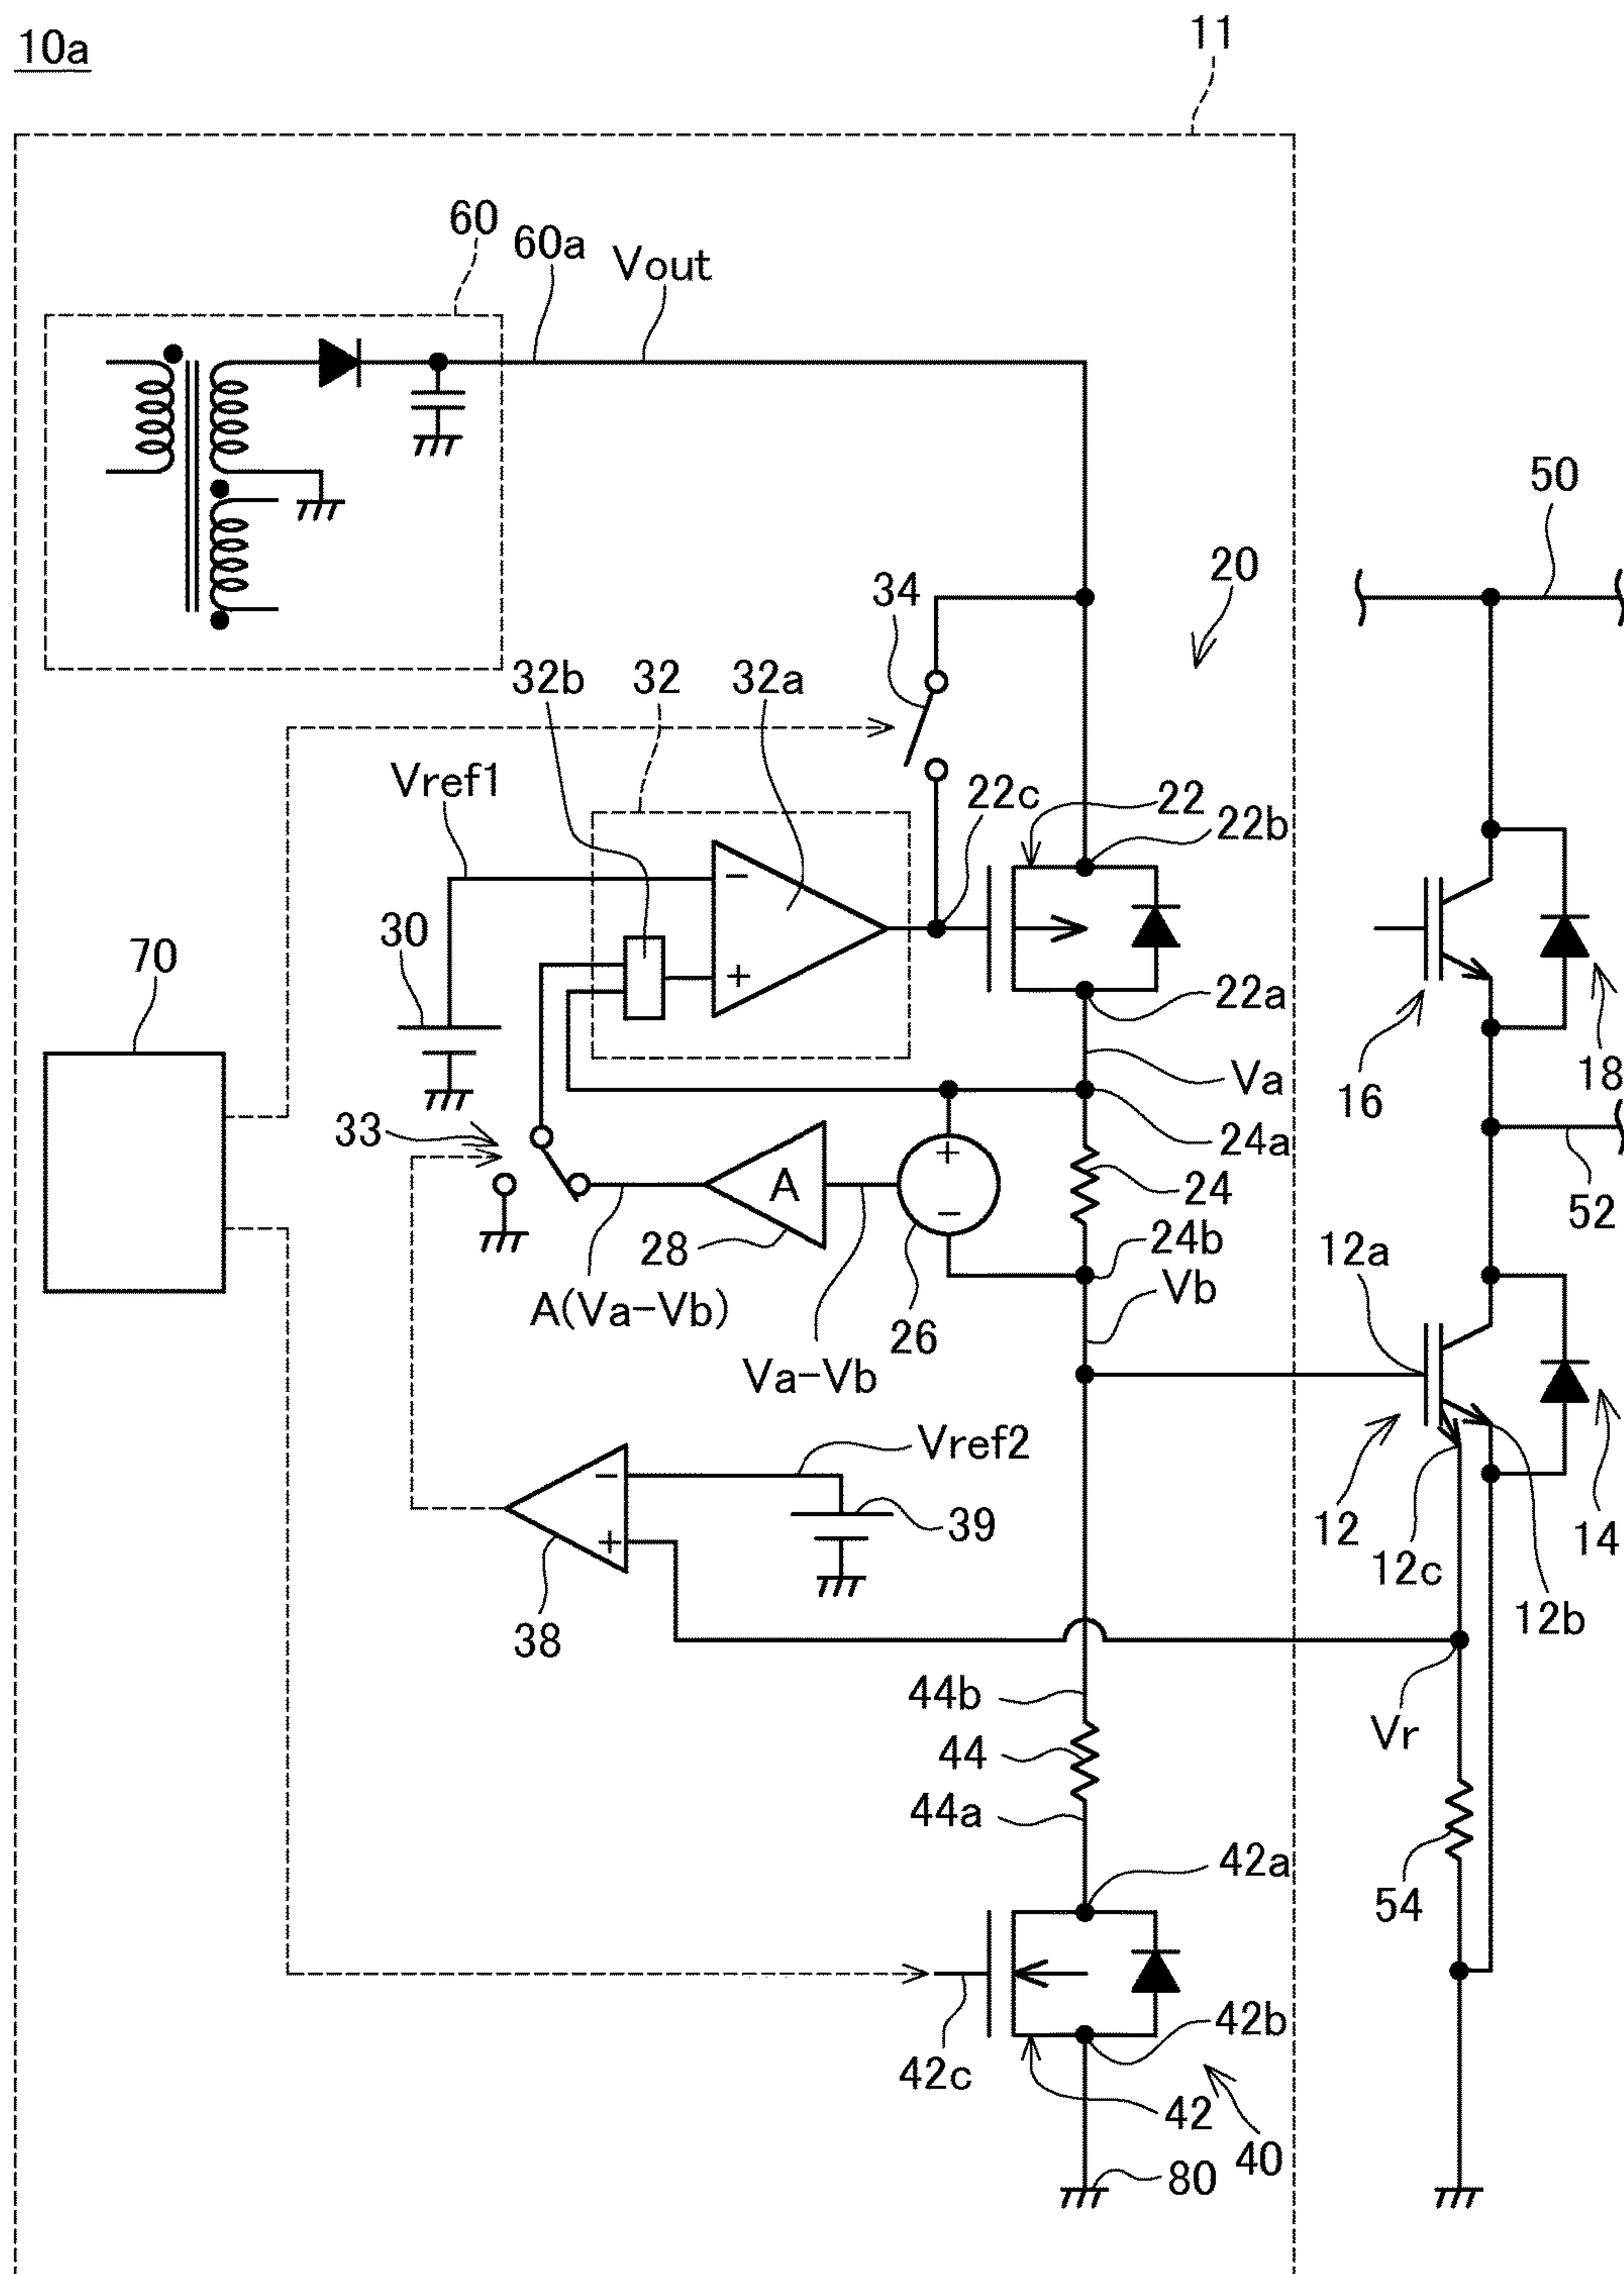 10a
11
60
60a
Vout
50
20
34
32b
32
32a
Vref1
22c
22
22b
30
−
+
70
22a
18
16
Va
33
24a
+
A
24
−
52
28
24b
12a
A(Va−Vb)
26
Vb
Va−Vb
Vref2
−
39
12
14
+
12c
38
12b
44b
Vr
44
44a
42a
54
42b
42c
42
40
80